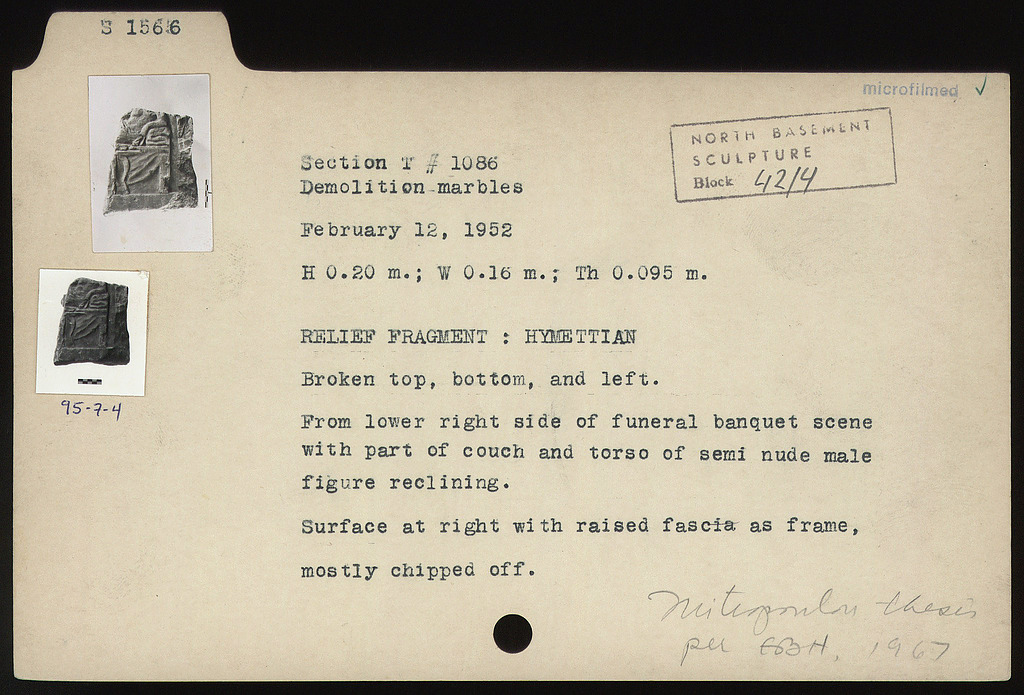 S 1566
microfilmed ✓
NORTH BASEMENT
SCULPTURE
Block 42/4
Section T # 1086
Demolition marbles
February 12, 1952
H 0.20 m.; W 0.16 m.; Th 0.095 m.
RELIEF FRAGMENT : HYMETTIAN
Broken top, bottom, and left.
From lower right side of funeral banquet scene
with part of couch and torso of semi nude male
figure reclining.
Surface at right with raised fascia as frame,
mostly chipped off.
95-7-4
Mitropoulou thesis
per EBH, 1967